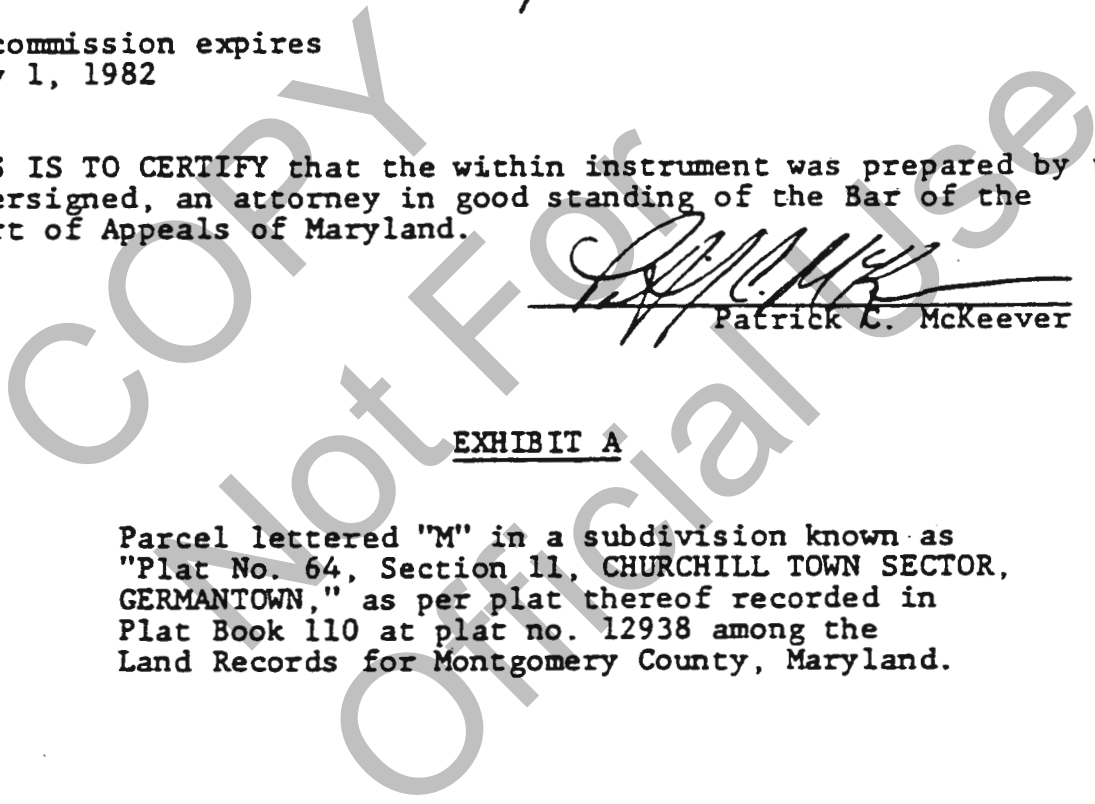 commission expires
1, 1982
IS TO CERTIFY that the within instrument was prepared by
ersigned, an attorney in good standing of the Bar of the
rt of Appeals of Maryland.
Patrick C. McKeever
EXHIBIT A
Parcel lettered "M" in a subdivision known as
"Plat No. 64, Section 11, CHURCHILL TOWN SECTOR,
GERMANTOWN," as per plat thereof recorded in
Plat Book 110 at plat no. 12938 among the
Land Records for Montgomery County, Maryland.
COPY
Not For
Official Use